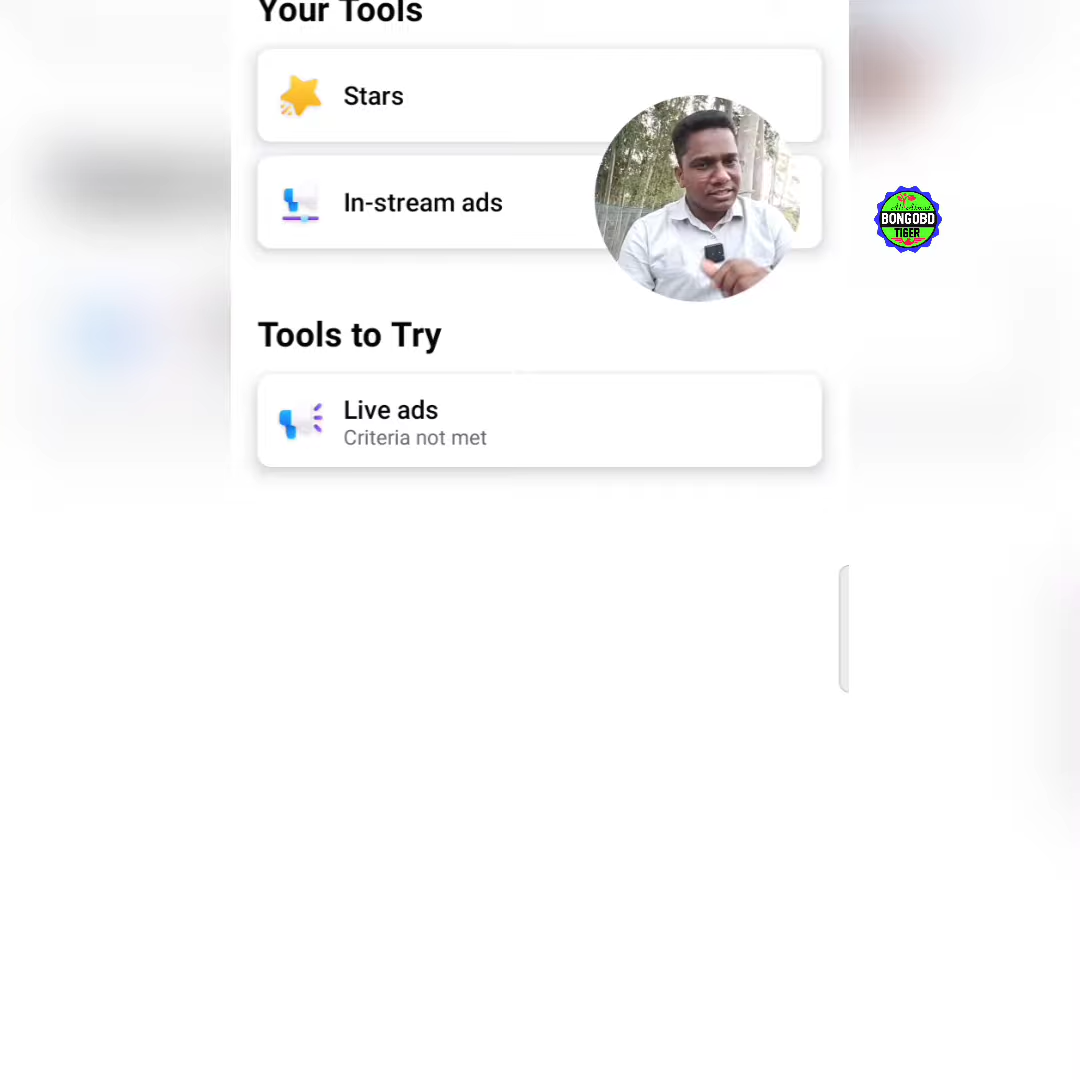 Your Tools
Stars
In-stream ads
BONGOBD
TIGER
Tools to Try
Live ads
Criteria not met